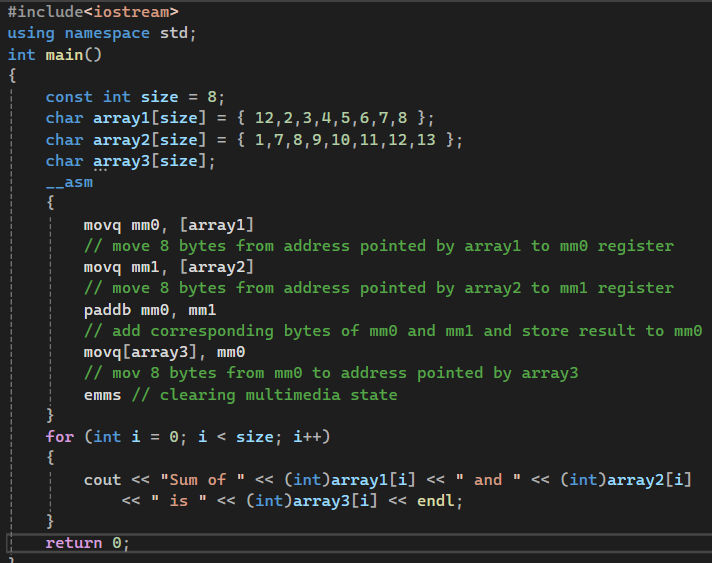 #include<iostream>
using namespace std;
int main()
{
    const int size = 8;
    char array1[size] = { 12,2,3,4,5,6,7,8 };
    char array2[size] = { 1,7,8,9,10,11,12,13 };
    char array3[size];
    __asm
    {
        movq mm0, [array1]
        // move 8 bytes from address pointed by array1 to mm0 register
        movq mm1, [array2]
        // move 8 bytes from address pointed by array2 to mm1 register
        paddb mm0, mm1
        // add corresponding bytes of mm0 and mm1 and store result to mm0
        movq[array3], mm0
        // mov 8 bytes from mm0 to address pointed by array3
        emms // clearing multimedia state
    }
    for (int i = 0; i < size; i++)
    {
        cout << "Sum of " << (int)array1[i] << " and " << (int)array2[i]
            << " is " << (int)array3[i] << endl;
    }
    return 0;
}